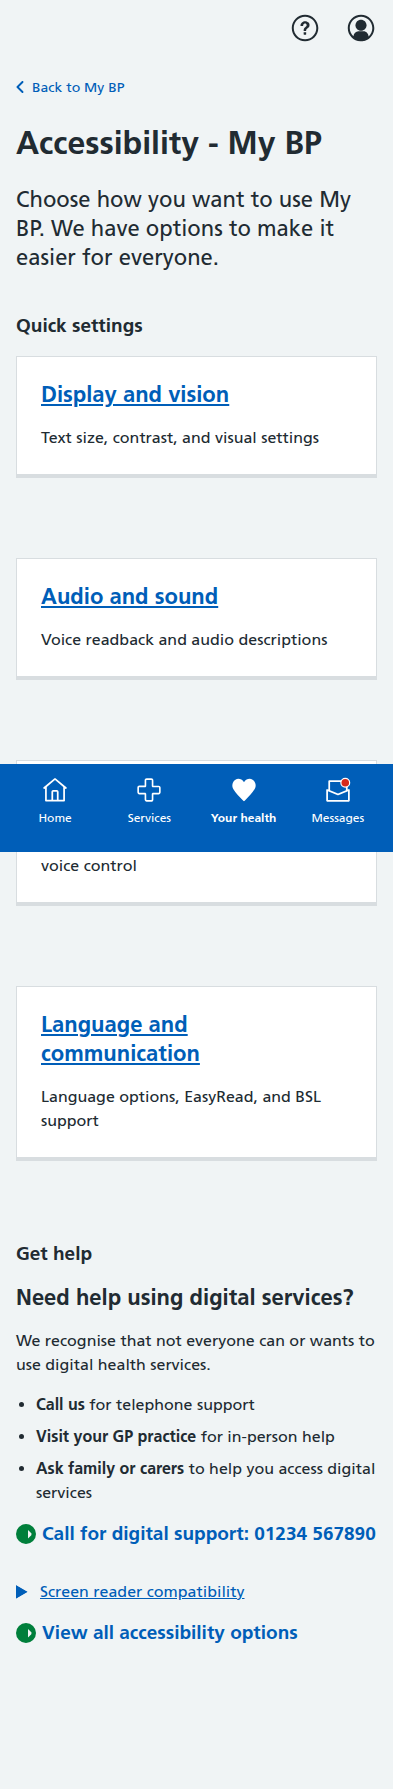 Back to My BP
Accessibility - My BP
Choose how you want to use My
BP. We have options to make it
easier for everyone.
Quick settings
Display and vision
Text size, contrast, and visual settings
Audio and sound
Voice readback and audio descriptions
Home
Services
Your health
Messages
voice control
Language and
communication
Language options, EasyRead, and BSL
support
Get help
Need help using digital services?
We recognise that not everyone can or wants to
use digital health services.
• Call us for telephone support
• Visit your GP practice for in-person help
• Ask family or carers to help you access digital
services
Call for digital support: 01234 567890
Screen reader compatibility
View all accessibility options